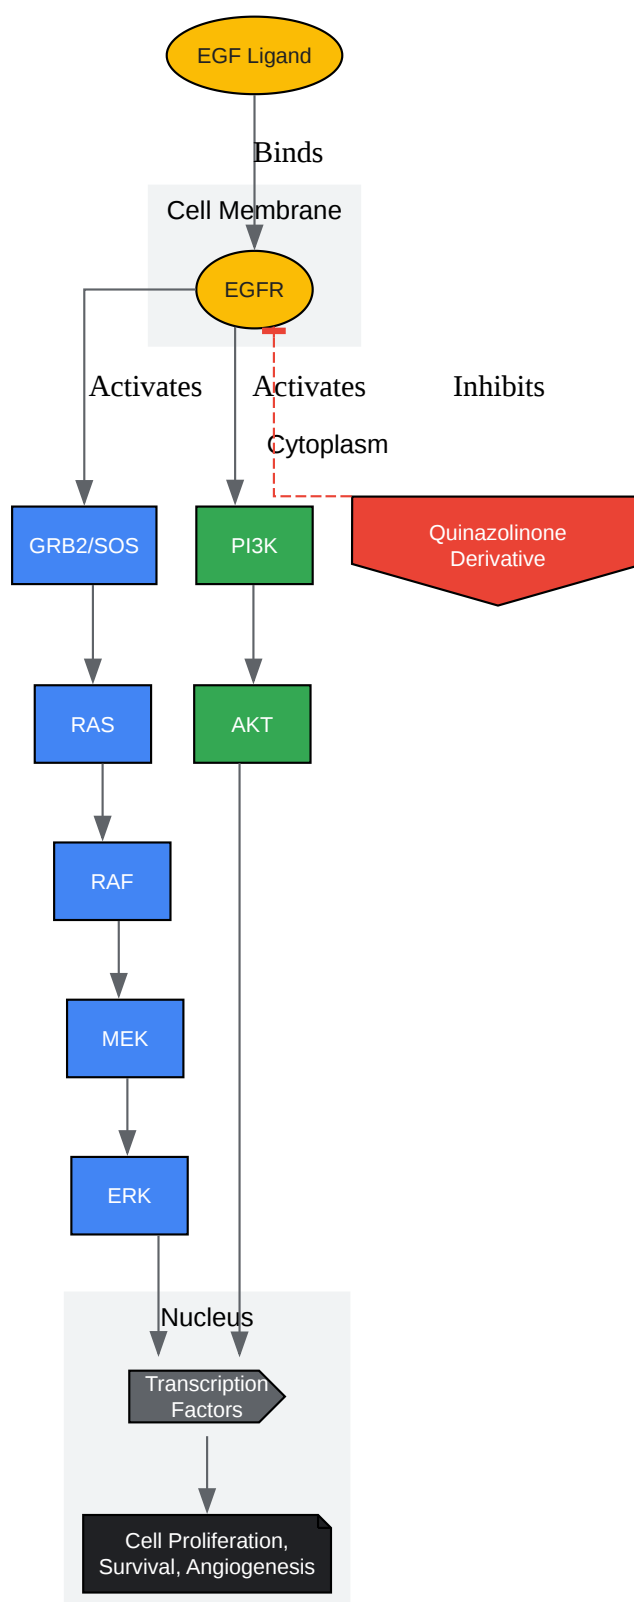 EGF Ligand
Binds
Cell Membrane
EGFR
Activates
Activates
Inhibits
Cytoplasm
GRB2/SOS
PI3K
Quinazolinone
Derivative
RAS
AKT
RAF
MEK
ERK
Nucleus
Transcription
Factors
Cell Proliferation,
Survival, Angiogenesis